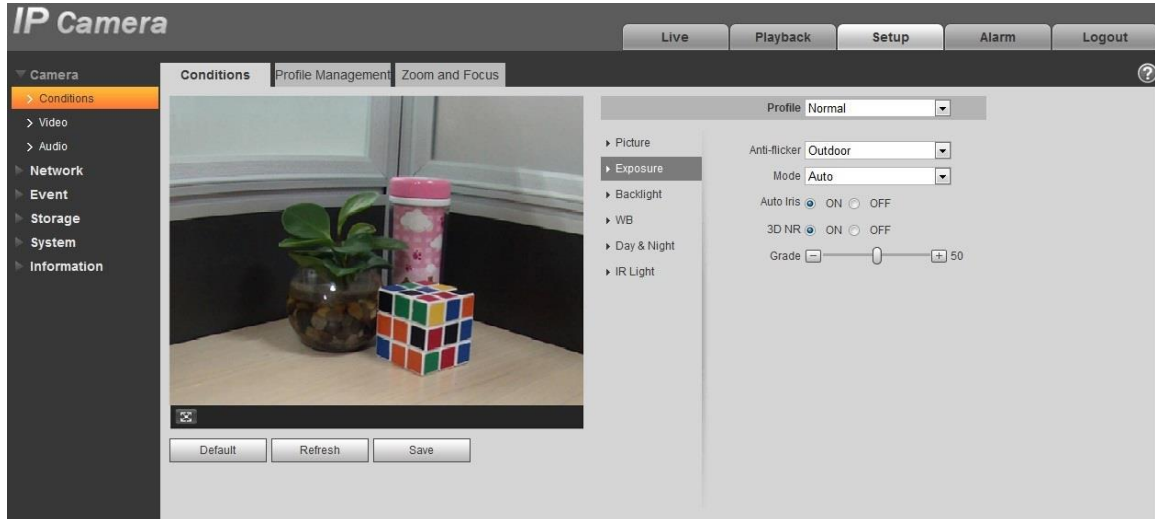 IP Camera
Live
Playback
Setup
Alarm
Logout
Camera
Conditions
Video
Audio
Network
Event
Storage
System
Information
Conditions
Profile Management
Zoom and Focus
?
Default
Refresh
Save
Profile Normal
Picture
Exposure
Backlight
WB
Day & Night
IR Light
Anti-flicker Outdoor
Mode Auto
Auto Iris ON OFF
3D NR ON OFF
Grade - + 50